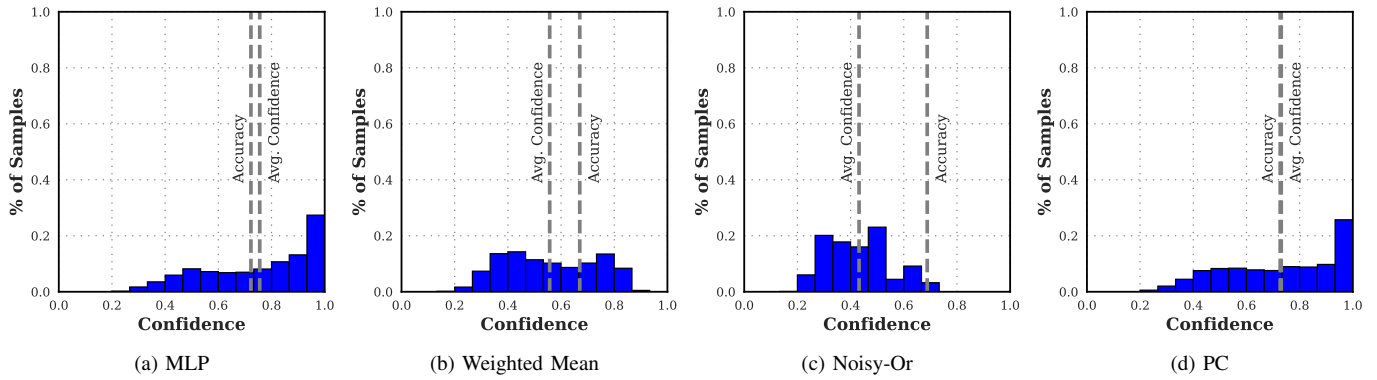 % of Samples
1.0
0.8
0.6
0.4
0.2
0.0
Accuracy
Avg. Confidence
0.0 0.2 0.4 0.6 0.8 1.0
Confidence
(a) MLP
% of Samples
1.0
0.8
0.6
0.4
0.2
0.0
Avg. Confidence
Accuracy
0.0 0.2 0.4 0.6 0.8 1.0
Confidence
(b) Weighted Mean
% of Samples
1.0
0.8
0.6
0.4
0.2
0.0
Avg. Confidence
Accuracy
0.0 0.2 0.4 0.6 0.8 1.0
Confidence
(c) Noisy-Or
% of Samples
1.0
0.8
0.6
0.4
0.2
0.0
Accuracy
Avg. Confidence
0.0 0.2 0.4 0.6 0.8 1.0
Confidence
(d) PC